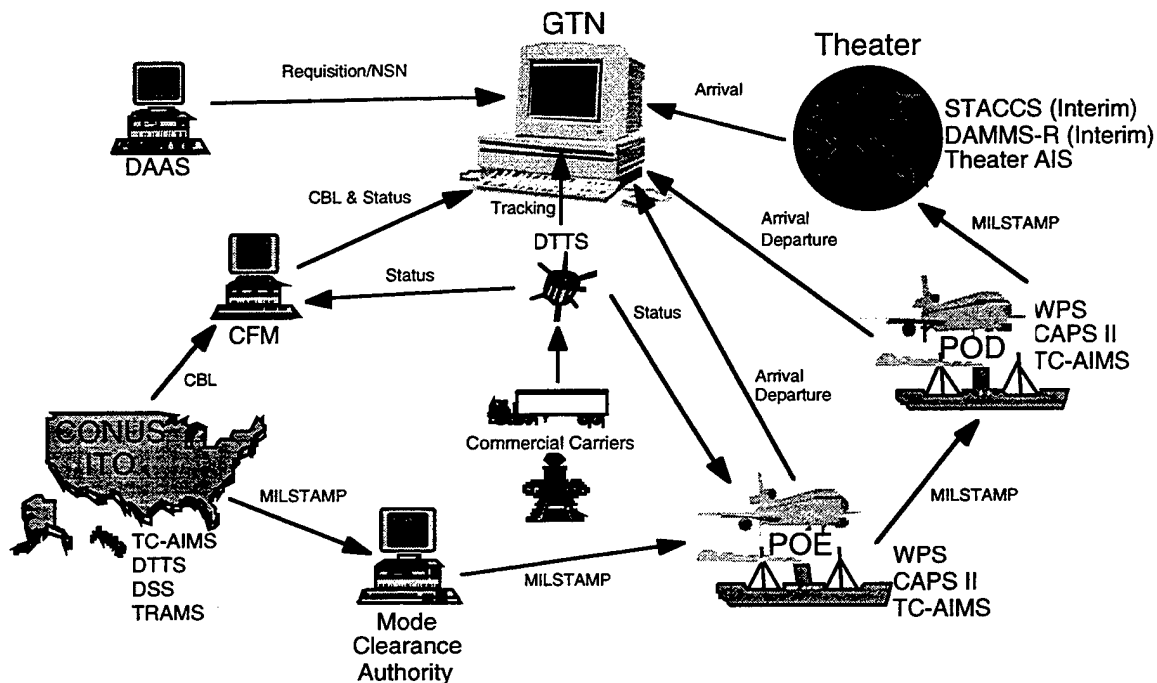 GTN
Theater
Requisition/NSN
Arrival
STACCS (Interim)
DAMMS-R (Interim)
Theater AIS
DAAS
CBL & Status
Tracking
Arrival
Departure
MILSTAMP
DTTS
Status
Status
WPS
CAPS II
TC-AIMS
POD
CFM
CBL
Arrival
Departure
CONUS
ITO
Commercial Carriers
MILSTAMP
MILSTAMP
TC-AIMS
DTTS
DSS
TRAMS
POE
WPS
CAPS II
TC-AIMS
MILSTAMP
Mode
Clearance
Authority